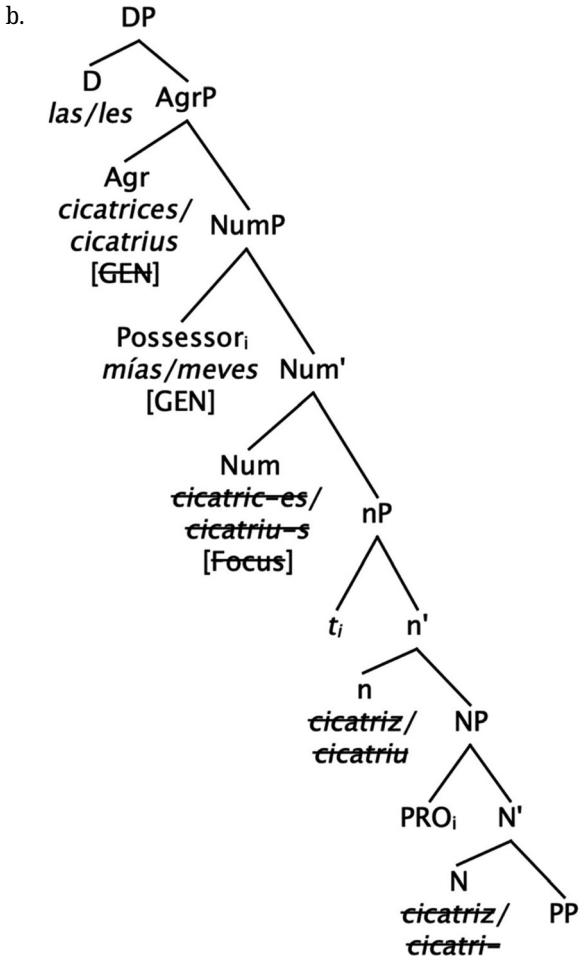 b.
DP
D
las/les
AgrP
Agr
cicatrices/
cicatrius
[GEN]
NumP
Possessorᵢ
mías/meves
[GEN]
Num'
Num
cicatric-es/
cicatriu-s
[Focus]
nP
tᵢ
n'
n
cicatriz/
cicatriu
NP
PROᵢ
N'
N
cicatriz/
cicatri-
PP